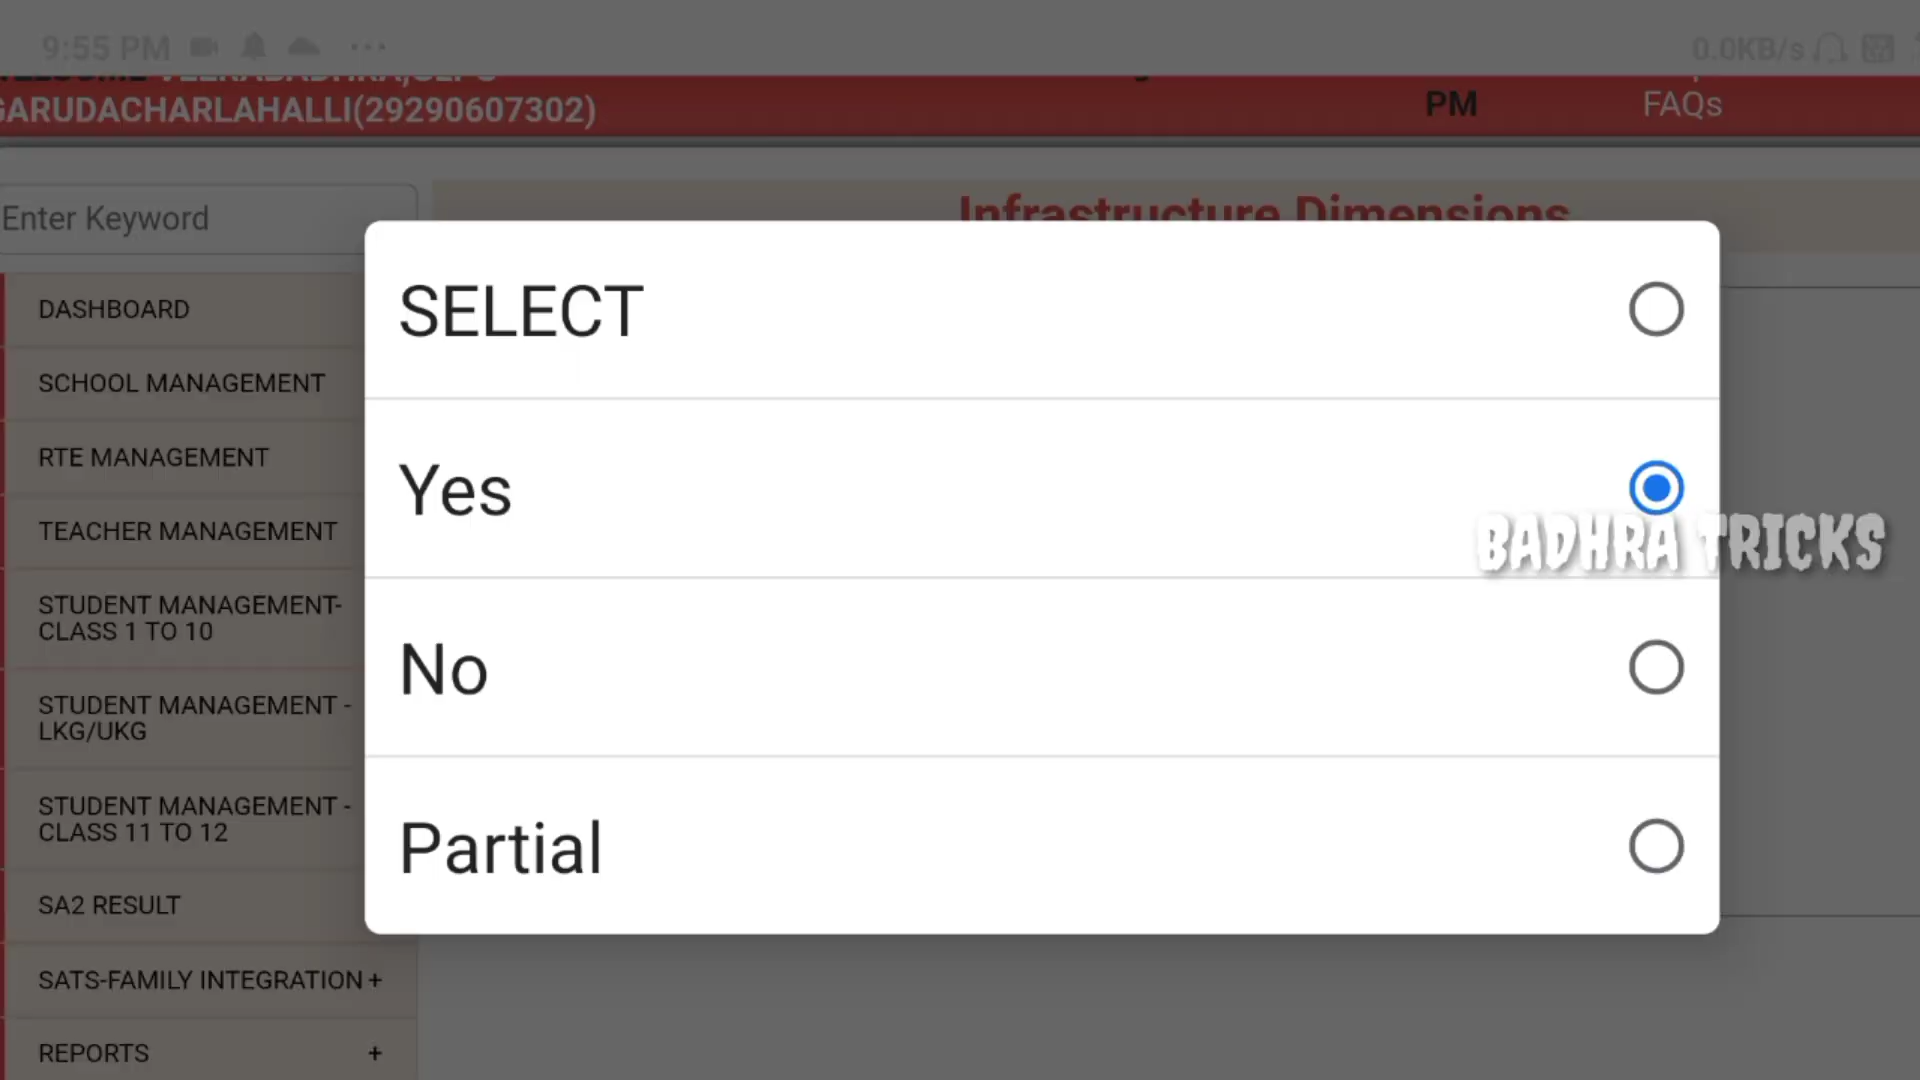 9:55 PM
0.0KB/s
GARUDACHARLAHALLI(29290607302)
PM
FAQs
Enter Keyword
Infrastructure Dimensions
DASHBOARD
SCHOOL MANAGEMENT
RTE MANAGEMENT
TEACHER MANAGEMENT
STUDENT MANAGEMENT-
CLASS 1 TO 10
STUDENT MANAGEMENT -
LKG/UKG
STUDENT MANAGEMENT -
CLASS 11 TO 12
SA2 RESULT
SATS-FAMILY INTEGRATION +
REPORTS +
SELECT
Yes
No
Partial
BADHRA TRICKS